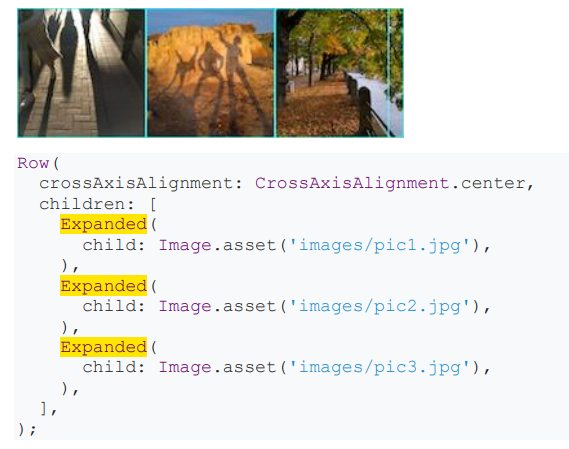 Row(
  crossAxisAlignment: CrossAxisAlignment.center,
  children: [
    Expanded(
      child: Image.asset('images/pic1.jpg'),
    ),
    Expanded(
      child: Image.asset('images/pic2.jpg'),
    ),
    Expanded(
      child: Image.asset('images/pic3.jpg'),
    ),
  ],
);